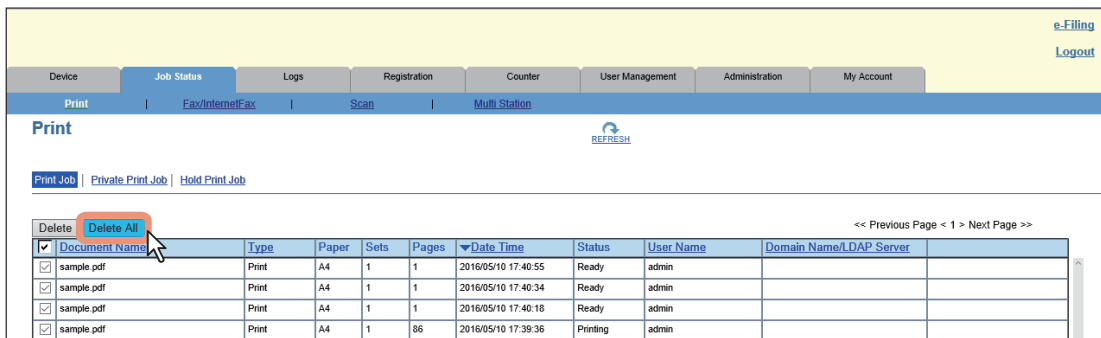 e-Filing
Logout
Device Job Status Logs Registration Counter User Management Administration My Account
Print | Fax/InternetFax | Scan | Multi Station
Print
REFRESH
Print Job | Private Print Job | Hold Print Job
Delete Delete All << Previous Page < 1 > Next Page >>
Document Name Type Paper Sets Pages Date Time Status User Name Domain Name/LDAP Server
sample.pdf Print A4 1 1 2016/05/10 17:40:55 Ready admin
sample.pdf Print A4 1 1 2016/05/10 17:40:34 Ready admin
sample.pdf Print A4 1 1 2016/05/10 17:40:18 Ready admin
sample.pdf Print A4 1 86 2016/05/10 17:39:36 Printing admin